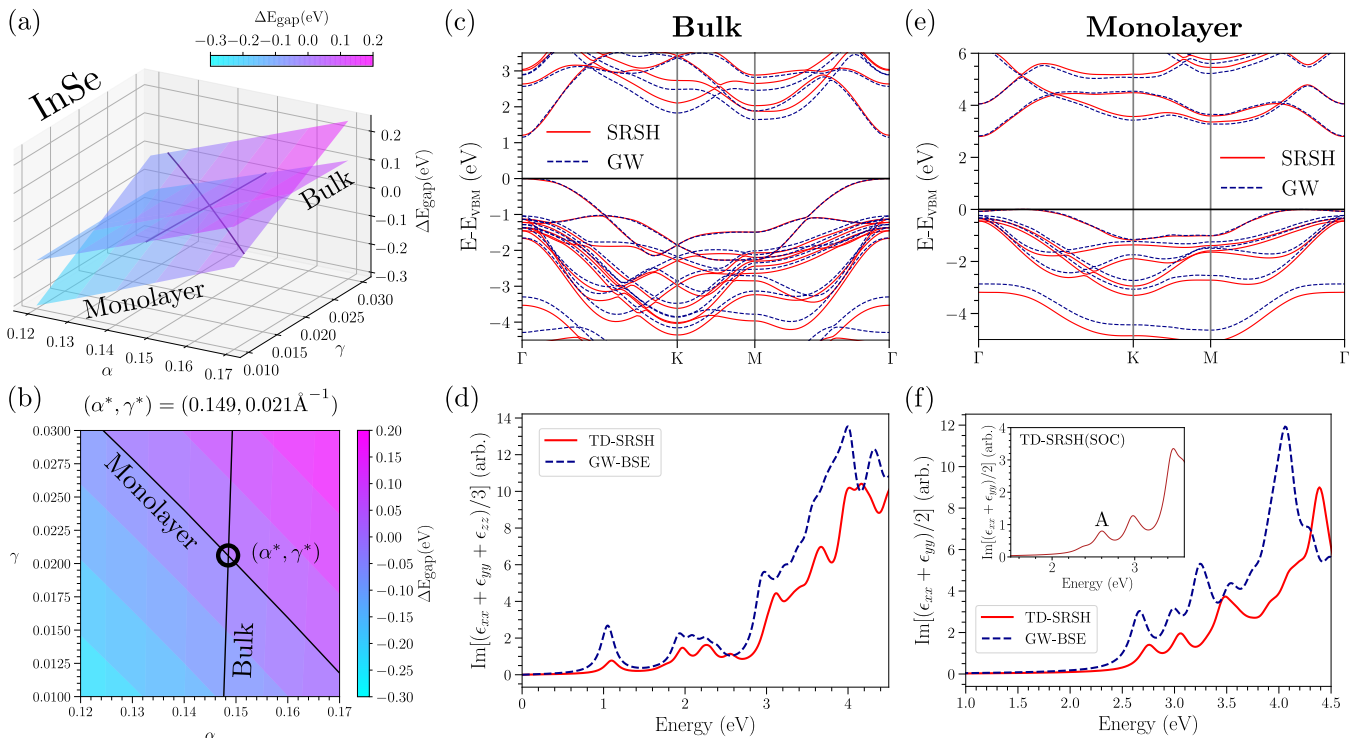 (a)
ΔEgap(eV)
−0.3−0.2−0.1 0.0 0.1 0.2
InSe
Bulk
Monolayer
0.2
0.1
0.0
−0.1
−0.2
−0.3
ΔEgap(eV)
0.12
0.13
0.14
0.15
0.16
0.17
α
0.010
0.015
0.020
0.025
0.030
γ
(b)
(α*, γ*) = (0.149, 0.021Å⁻¹)
0.0300
0.0275
0.0250
0.0225
0.0200
0.0175
0.0150
0.0125
0.0100
γ
Monolayer
(α*, γ*)
Bulk
0.12 0.13 0.14 0.15 0.16 0.17
α
0.20
0.15
0.10
0.05
0.00
−0.05
−0.10
−0.15
−0.20
−0.30
ΔEgap(eV)
(c)
Bulk
3
2
1
0
−1
−2
−3
−4
E-EVBM (eV)
SRSH
GW
Γ K M Γ
(d)
14
12
10
8
6
4
2
0
Im[(ϵxx + ϵyy + ϵzz)/3] (arb.)
TD-SRSH
GW-BSE
0 1 2 3 4
Energy (eV)
(e)
Monolayer
6
4
2
0
−2
−4
E-EVBM (eV)
SRSH
GW
Γ K M Γ
(f)
12
10
8
6
4
2
0
Im[(ϵxx + ϵyy)/2] (arb.)
TD-SRSH(SOC)
4
3
2
1
0
Im[(ϵxx + ϵyy)/2] (arb.)
A
2 3
Energy (eV)
TD-SRSH
GW-BSE
1.0 1.5 2.0 2.5 3.0 3.5 4.0 4.5
Energy (eV)